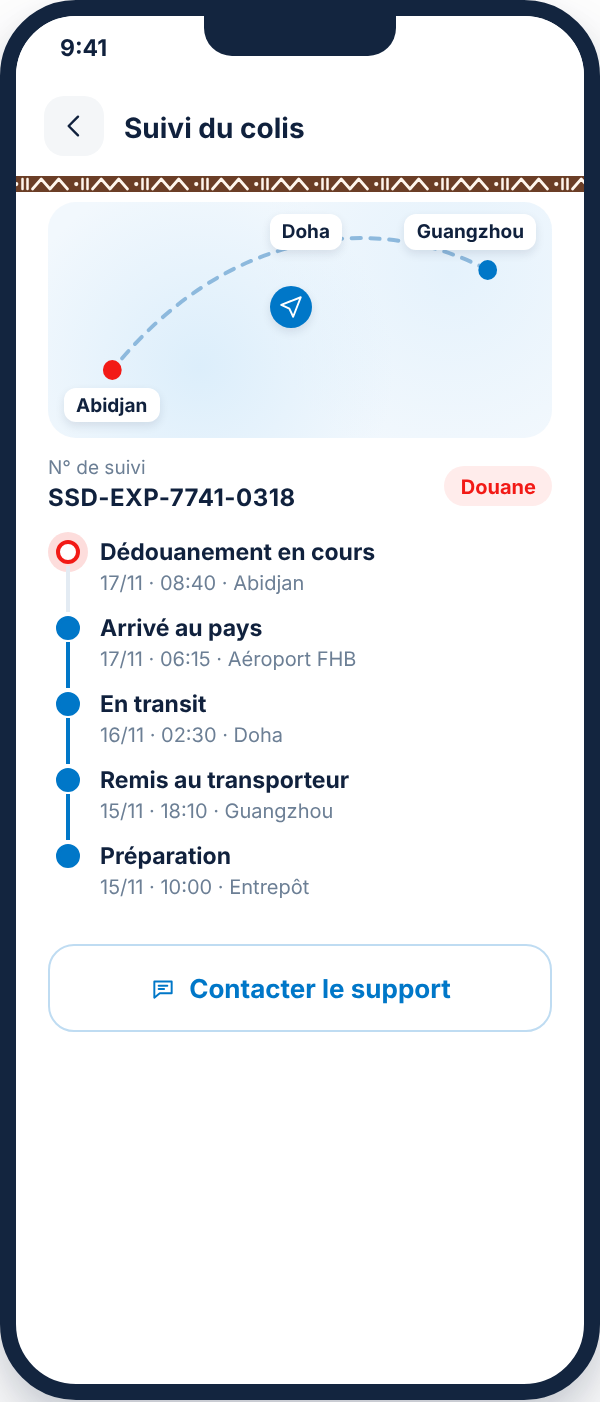 9:41
Suivi du colis
Doha
Guangzhou
Abidjan
N° de suivi
SSD-EXP-7741-0318
Douane
Dédouanement en cours
17/11 · 08:40 · Abidjan
Arrivé au pays
17/11 · 06:15 · Aéroport FHB
En transit
16/11 · 02:30 · Doha
Remis au transporteur
15/11 · 18:10 · Guangzhou
Préparation
15/11 · 10:00 · Entrepôt
Contacter le support